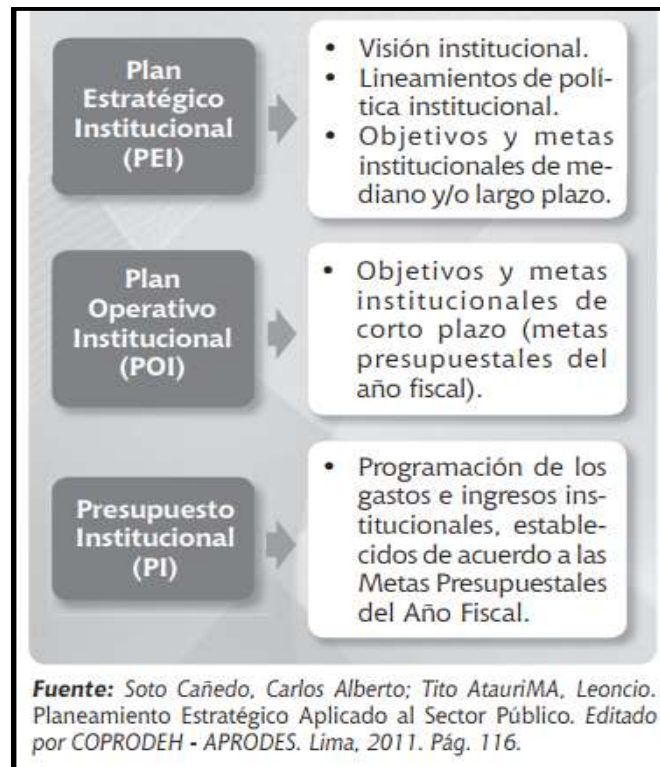 Plan
Estratégico
Institucional
(PEI)
• Visión institucional.
• Lineamientos de polí-
tica institucional.
• Objetivos y metas
institucionales de me-
diano y/o largo plazo.
Plan
Operativo
Institucional
(POI)
• Objetivos y metas
institucionales de
corto plazo (metas
presupuestales del
año fiscal).
Presupuesto
Institucional
(PI)
• Programación de los
gastos e ingresos ins-
titucionales, estable-
cidos de acuerdo a las
Metas Presupuestales
del Año Fiscal.
Fuente: Soto Cañedo, Carlos Alberto; Tito AtauriMA, Leoncio.
Planeamiento Estratégico Aplicado al Sector Público. Editado
por COPRODEH - APRODES. Lima, 2011. Pág. 116.